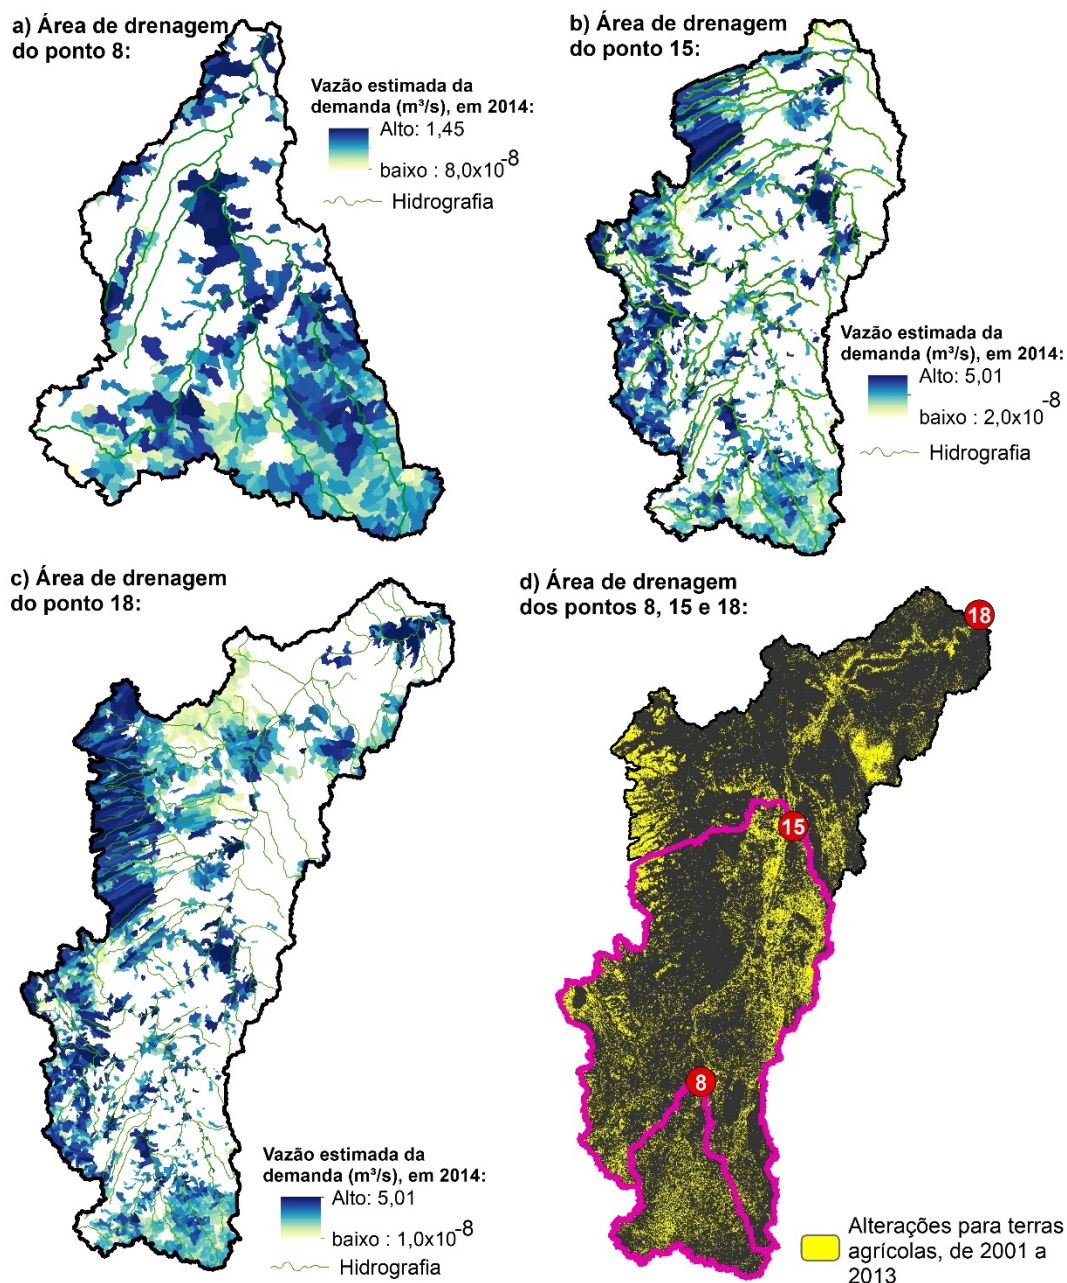 a) Área de drenagem
do ponto 8:
Vazão estimada da
demanda (m³/s), em 2014:
Alto: 1,45
baixo : 8,0x10-8
Hidrografia
b) Área de drenagem
do ponto 15:
Vazão estimada da
demanda (m³/s), em 2014:
Alto: 5,01
baixo : 2,0x10-8
Hidrografia
c) Área de drenagem
do ponto 18:
Vazão estimada da
demanda (m³/s), em 2014:
Alto: 5,01
baixo : 1,0x10-8
Hidrografia
d) Área de drenagem
dos pontos 8, 15 e 18:
18
15
8
Alterações para terras
agrícolas, de 2001 a
2013